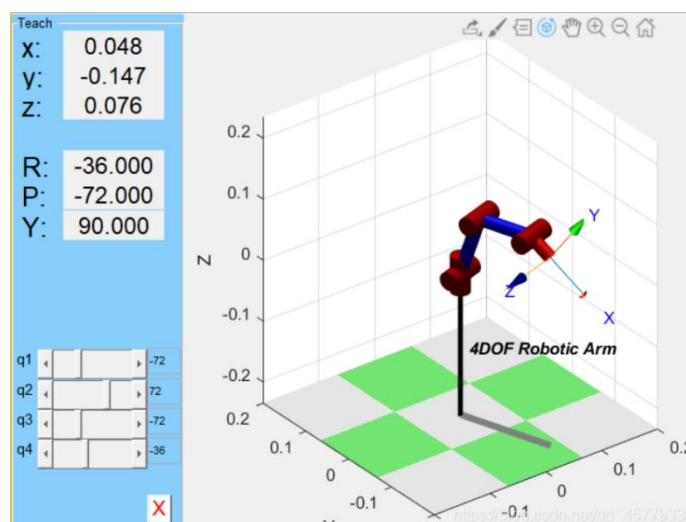 Teach
x: 0.048
y: -0.147
z: 0.076
R: -36.000
P: -72.000
Y: 90.000
q1 -72
q2 72
q3 -72
q4 -36
X
Z
0.2
0.1
0
-0.1
-0.2
0.2
0.1
0
-0.1
-0.1
0
0.1
0.2
Y
Z
X
4DOF Robotic Arm